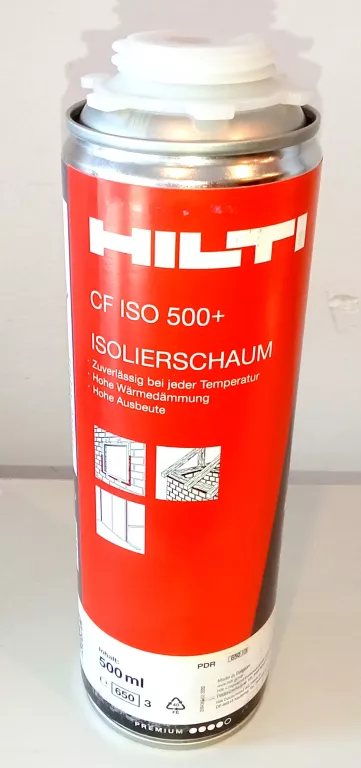 HILTI
CF ISO 500+
ISOLIERSCHAUM
· Zuverlässig bei jeder Temperatur
· Hohe Wärmedämmung
· Hohe Ausbeute
Inhalt:
500 ml
650 3
PDR
PREMIUM